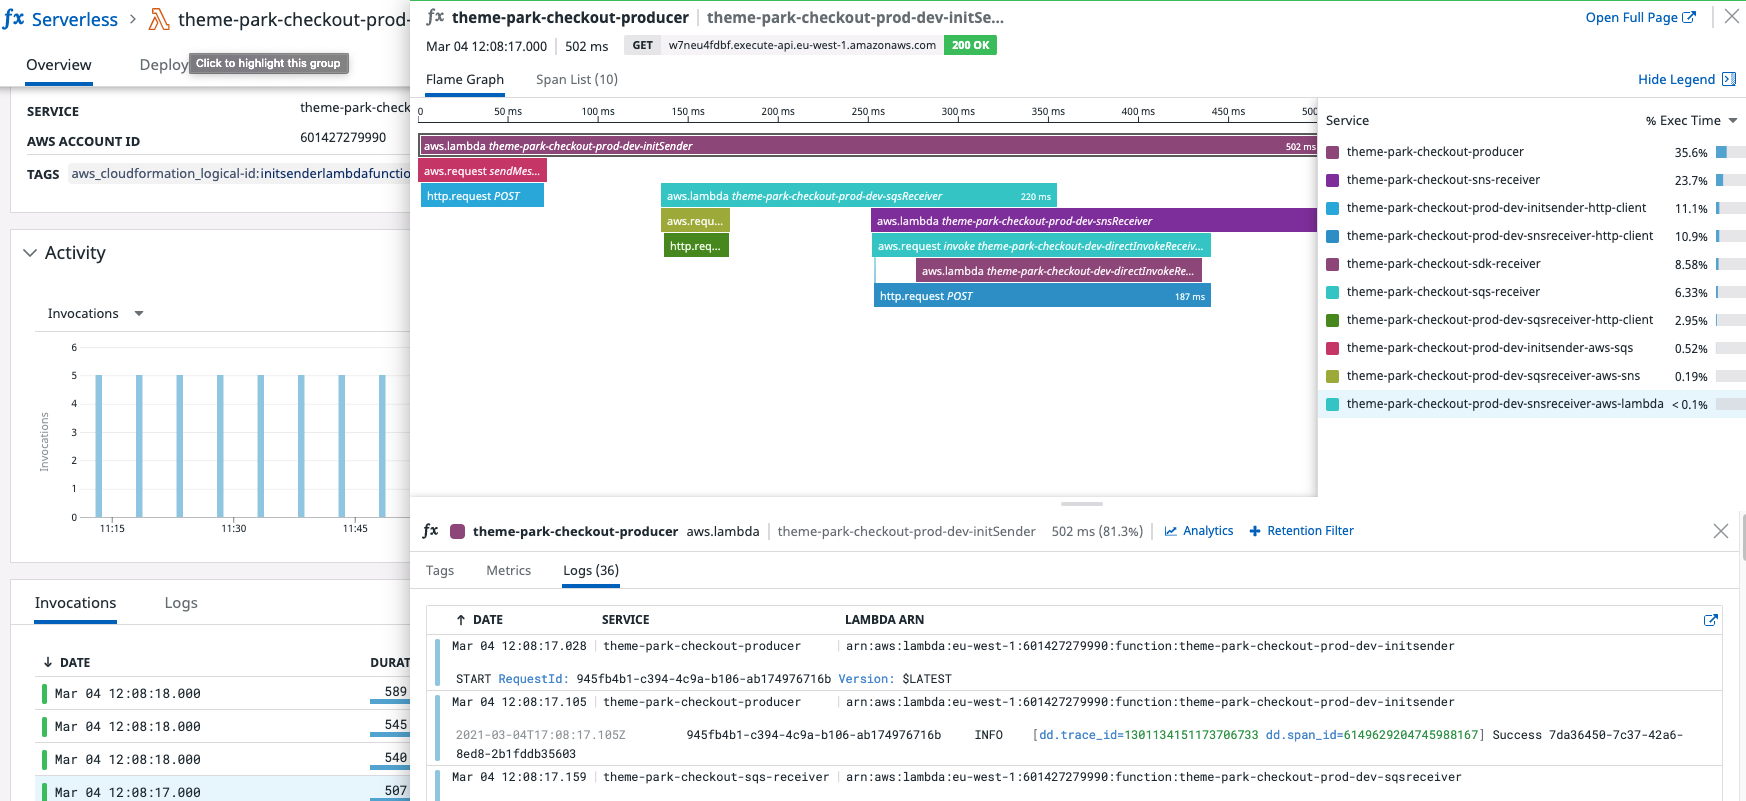 fx Serverless > theme-park-checkout-prod-
Overview Deploy
Click to highlight this group
SERVICE theme-park-check
AWS ACCOUNT ID 601427279990
TAGS aws_cloudformation_logical-id:initsenderlambdafunctio
Activity
Invocations
6
5
4
3
2
1
0
Invocations
11:15 11:30 11:45
Invocations Logs
DATE DURAT
Mar 04 12:08:18.000 589
Mar 04 12:08:18.000 545
Mar 04 12:08:18.000 540
Mar 04 12:08:17.000 507
fx theme-park-checkout-producer theme-park-checkout-prod-dev-initSe...
Open Full Page
Mar 04 12:08:17.000 502 ms GET w7neu4fdbf.execute-api.eu-west-1.amazonaws.com 200 OK
Flame Graph Span List (10)
Hide Legend
0 50 ms 100 ms 150 ms 200 ms 250 ms 300 ms 350 ms 400 ms 450 ms 500
aws.lambda theme-park-checkout-prod-dev-initSender 502 ms
aws.request sendMes...
http.request POST
aws.lambda theme-park-checkout-prod-dev-sqsReceiver 220 ms
aws.requ...
aws.lambda theme-park-checkout-prod-dev-snsReceiver
http.req...
aws.request invoke theme-park-checkout-dev-directInvokeReceiv...
aws.lambda theme-park-checkout-dev-directInvokeRe...
http.request POST 187 ms
Service % Exec Time
theme-park-checkout-producer 35.6%
theme-park-checkout-sns-receiver 23.7%
theme-park-checkout-prod-dev-initsender-http-client 11.1%
theme-park-checkout-prod-dev-snsreceiver-http-client 10.9%
theme-park-checkout-sdk-receiver 8.58%
theme-park-checkout-sqs-receiver 6.33%
theme-park-checkout-prod-dev-sqsreceiver-http-client 2.95%
theme-park-checkout-prod-dev-initsender-aws-sqs 0.52%
theme-park-checkout-prod-dev-sqsreceiver-aws-sns 0.19%
theme-park-checkout-prod-dev-snsreceiver-aws-lambda < 0.1%
fx theme-park-checkout-producer aws.lambda theme-park-checkout-prod-dev-initSender 502 ms (81.3%) Analytics + Retention Filter
Tags Metrics Logs (36)
DATE SERVICE LAMBDA ARN
Mar 04 12:08:17.028 theme-park-checkout-producer arn:aws:lambda:eu-west-1:601427279990:function:theme-park-checkout-prod-dev-initsender
START RequestId: 945fb4b1-c394-4c9a-b106-ab174976716b Version: $LATEST
Mar 04 12:08:17.105 theme-park-checkout-producer arn:aws:lambda:eu-west-1:601427279990:function:theme-park-checkout-prod-dev-initsender
2021-03-04T17:08:17.105Z 945fb4b1-c394-4c9a-b106-ab174976716b INFO [dd.trace_id=1301134151173706733 dd.span_id=6149629204745988167] Success 7da36450-7c37-42a6-
8ed8-2b1fddb35603
Mar 04 12:08:17.159 theme-park-checkout-sqs-receiver arn:aws:lambda:eu-west-1:601427279990:function:theme-park-checkout-prod-dev-sqsreceiver